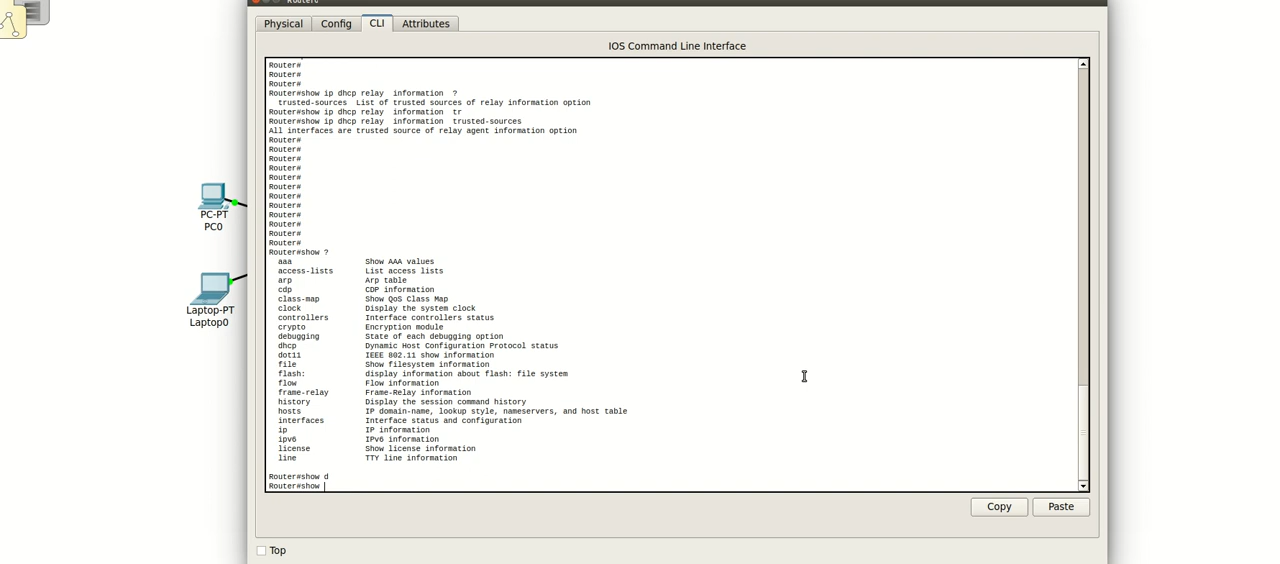 Router0
Physical
Config
CLI
Attributes
IOS Command Line Interface
Router#
Router#
Router#
Router#show ip dhcp relay  information  ?
  trusted-sources  List of trusted sources of relay information option
Router#show ip dhcp relay  information  tr
Router#show ip dhcp relay  information  trusted-sources
All interfaces are trusted source of relay agent information option
Router#
Router#
Router#
Router#
Router#
Router#
Router#
Router#
Router#
Router#
Router#
Router#
Router#show ?
  aaa                Show AAA values
  access-lists       List access lists
  arp                Arp table
  cdp                CDP information
  class-map          Show QoS Class Map
  clock              Display the system clock
  controllers        Interface controllers status
  crypto             Encryption module
  debugging          State of each debugging option
  dhcp               Dynamic Host Configuration Protocol status
  dot11              IEEE 802.11 show information
  file               Show filesystem information
  flash:             display information about flash: file system
  flow               Flow information
  frame-relay        Frame-Relay information
  history            Display the session command history
  hosts              IP domain-name, lookup style, nameservers, and host table
  interfaces         Interface status and configuration
  ip                 IP information
  ipv6               IPv6 information
  license            Show license information
  line               TTY line information
Router#show d
Router#show
PC-PT
PC0
Laptop-PT
Laptop0
Copy
Paste
Top